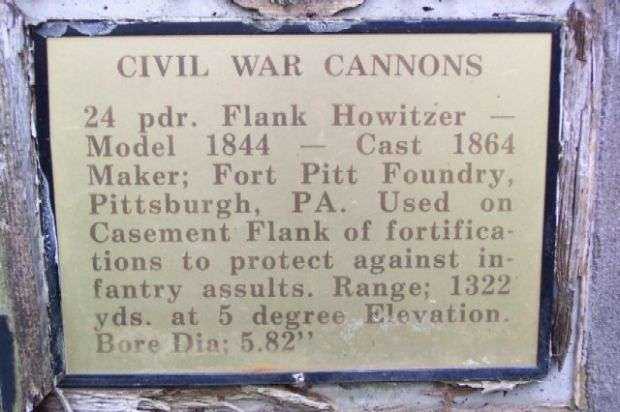 CIVIL WAR CANNONS
24 pdr. Flank Howitzer —
Model 1844 — Cast 1864
Maker; Fort Pitt Foundry,
Pittsburgh, PA. Used on
Casement Flank of fortifica-
tions to protect against in-
fantry assults. Range; 1322
yds. at 5 degree Elevation.
Bore Dia; 5.82''